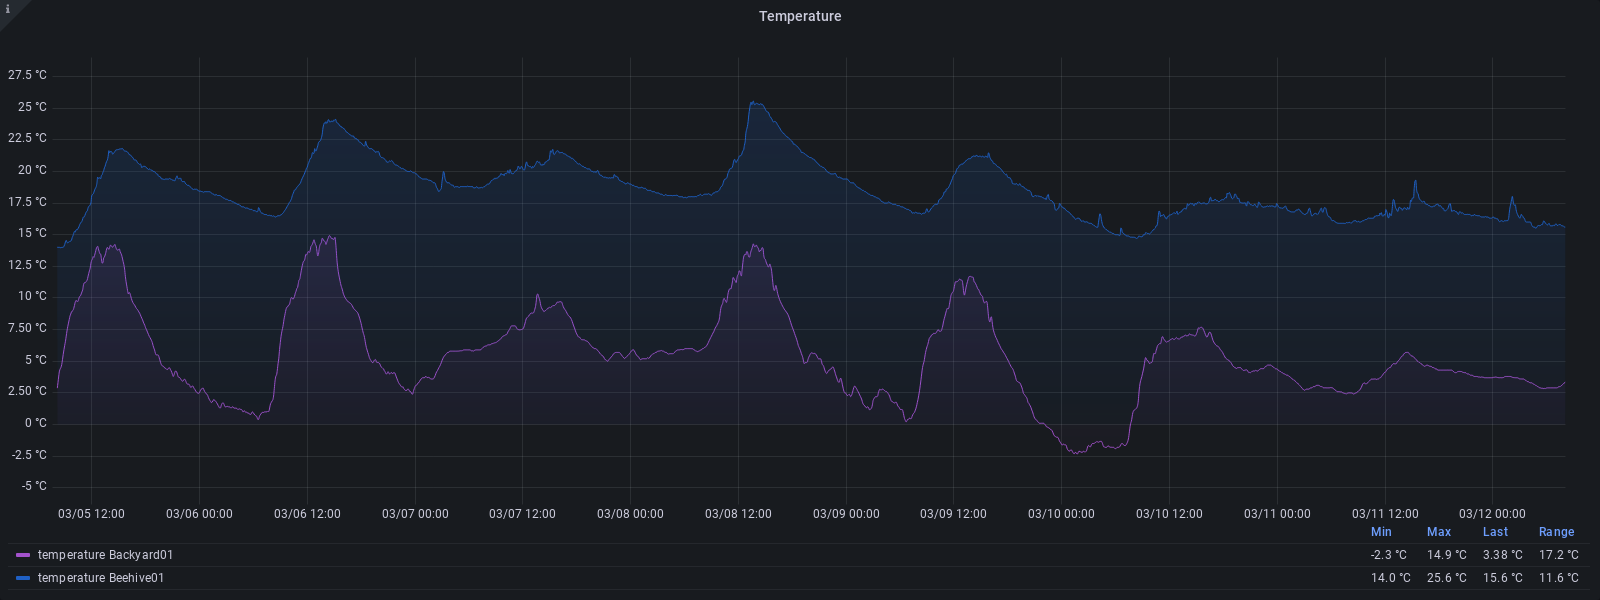 i
Temperature
27.5 °C
25 °C
22.5 °C
20 °C
17.5 °C
15 °C
12.5 °C
10 °C
7.50 °C
5 °C
2.50 °C
0 °C
-2.5 °C
-5 °C
03/05 12:00 03/06 00:00 03/06 12:00 03/07 00:00 03/07 12:00 03/08 00:00 03/08 12:00 03/09 00:00 03/09 12:00 03/10 00:00 03/10 12:00 03/11 00:00 03/11 12:00 03/12 00:00
Min Max Last Range
temperature Backyard01 -2.3 °C 14.9 °C 3.38 °C 17.2 °C
temperature Beehive01 14.0 °C 25.6 °C 15.6 °C 11.6 °C